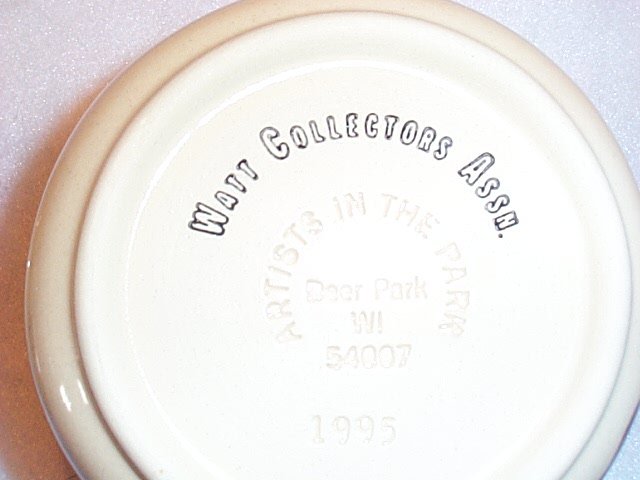 WATT COLLECTORS ASSN.
ARTISTS IN THE PARK
Deer Park
WI
54007
1995